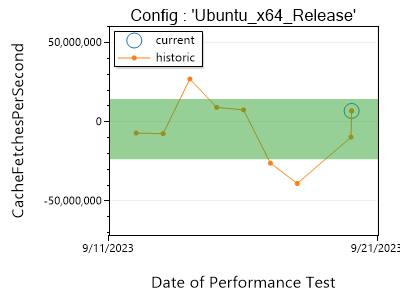 Config : 'Ubuntu_x64_Release'
current
historic
50,000,000
0
-50,000,000
CacheFetchesPerSecond
9/11/2023
9/21/2023
Date of Performance Test